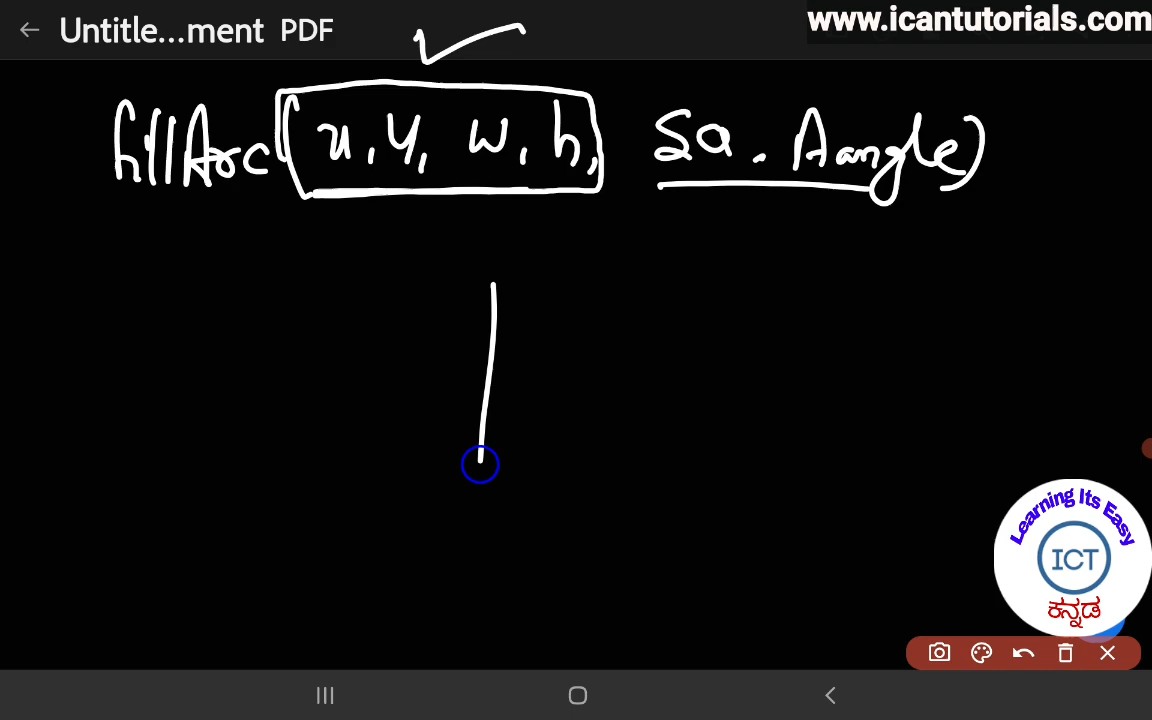 Untitle...ment PDF
www.icantutorials.com
fillArc(x, y, w, h, Sa. Aangle)
Learning Its Easy
ICT
ಕನ್ನಡ